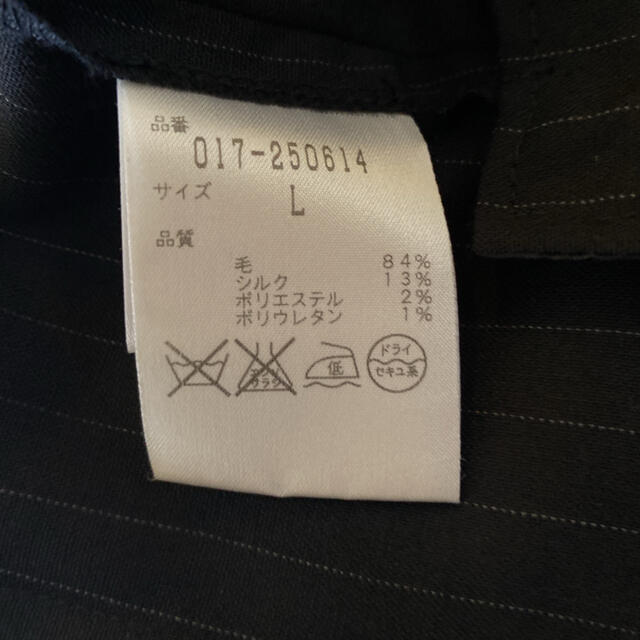 品番
017-250614
サイズ L
品質
毛 84%
シルク 13%
ポリエステル 2%
ポリウレタン 1%
低
ドライ
セキユ系